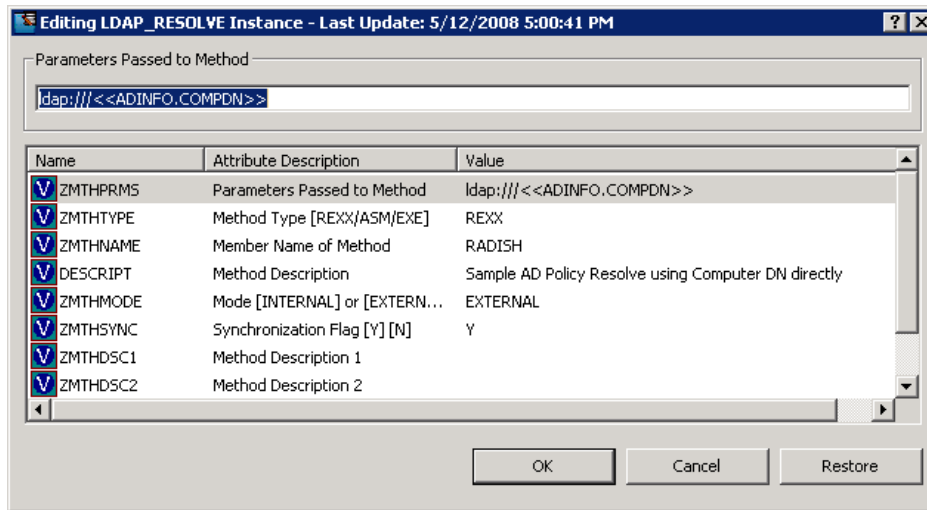 Editing LDAP_RESOLVE Instance - Last Update: 5/12/2008 5:00:41 PM
Parameters Passed to Method
ldap:///<<ADINFO.COMPDN>>
Name Attribute Description Value
V ZMTHPRMS Parameters Passed to Method ldap:///<<ADINFO.COMPDN>>
V ZMTHTYPE Method Type [REXX/ASM/EXE] REXX
V ZMTHNAME Member Name of Method RADISH
V DESCRIPT Method Description Sample AD Policy Resolve using Computer DN directly
V ZMTHMODE Mode [INTERNAL] or [EXTERN... EXTERNAL
V ZMTHSYNC Synchronization Flag [Y] [N] Y
V ZMTHDSC1 Method Description 1
V ZMTHDSC2 Method Description 2
OK Cancel Restore